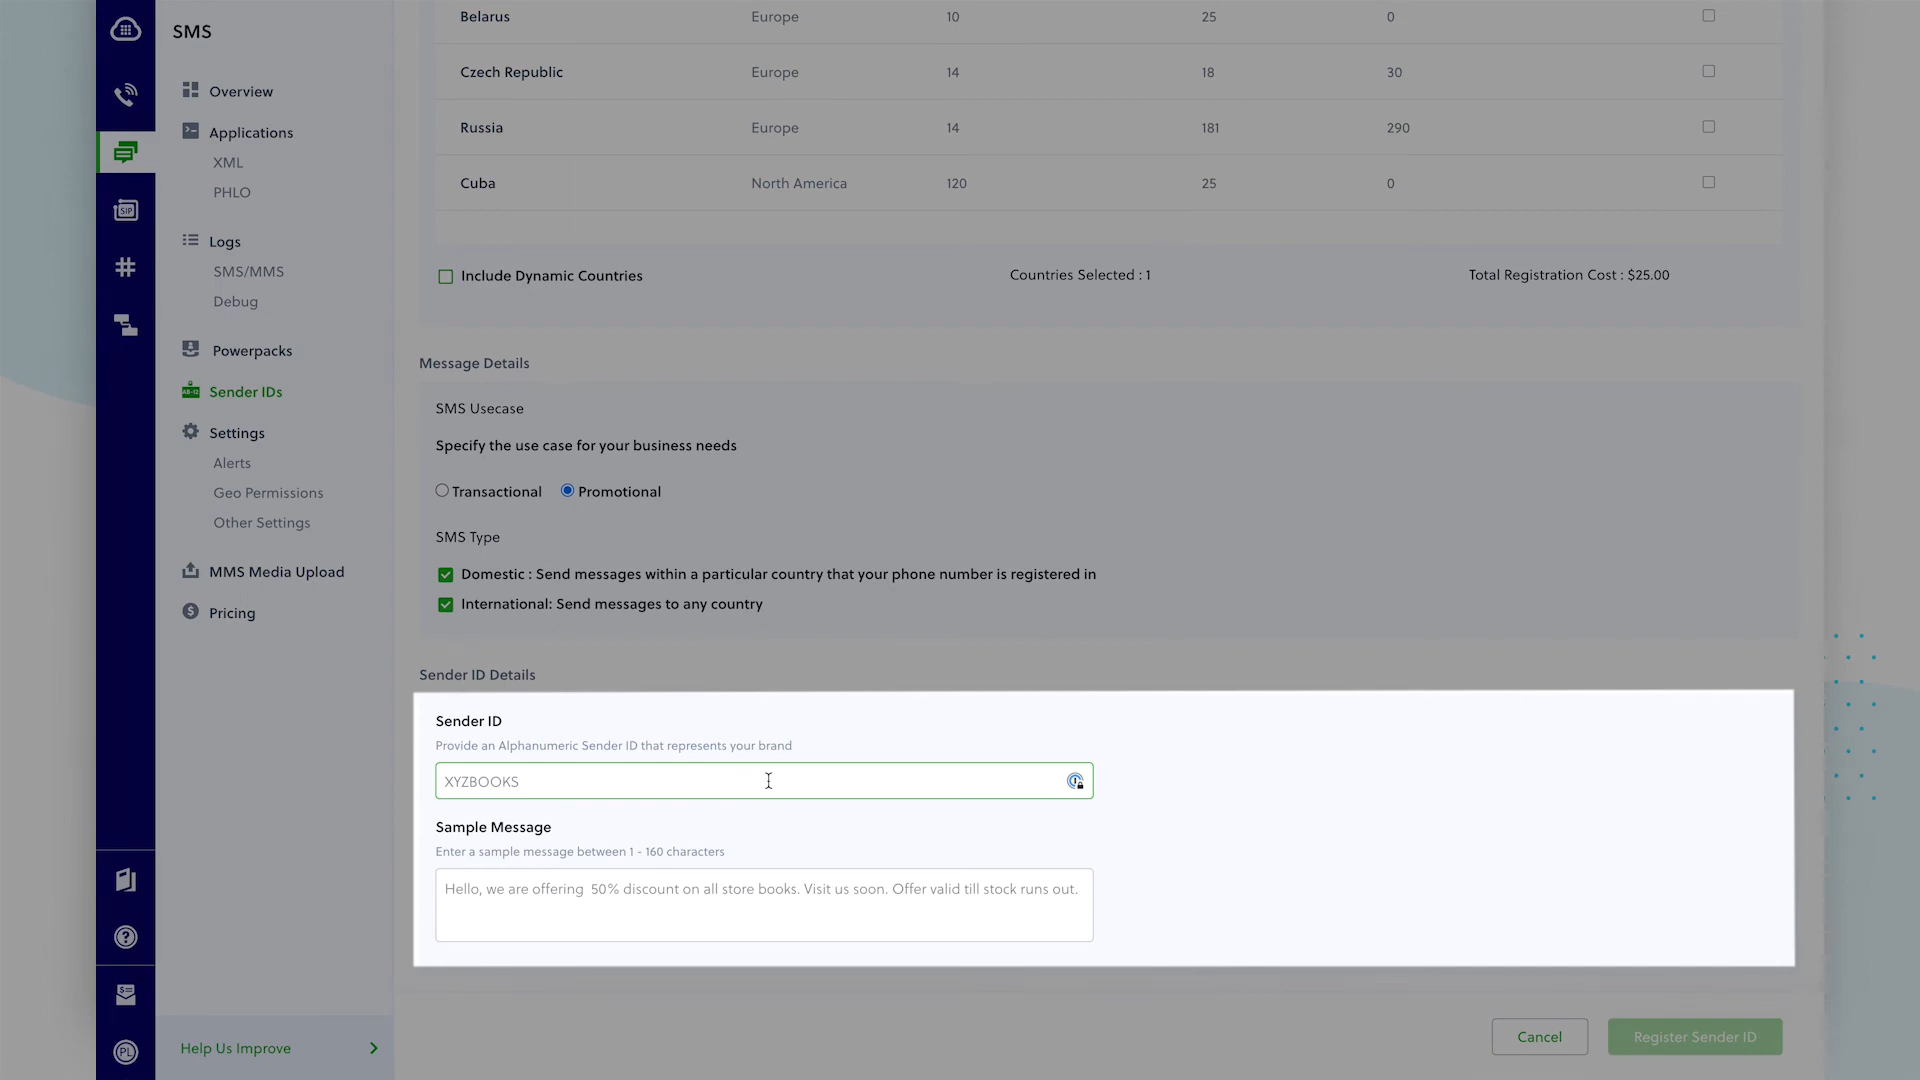 SMS
Overview
Applications
XML
PHLO
Logs
SMS/MMS
Debug
Powerpacks
Sender IDs
Settings
Alerts
Geo Permissions
Other Settings
MMS Media Upload
Pricing
Help Us Improve
SIP
PL
Belarus Europe 10 25 0
Czech Republic Europe 14 18 30
Russia Europe 14 181 290
Cuba North America 120 25 0
Include Dynamic Countries Countries Selected : 1 Total Registration Cost : $25.00
Message Details
SMS Usecase
Specify the use case for your business needs
Transactional Promotional
SMS Type
Domestic : Send messages within a particular country that your phone number is registered in
International: Send messages to any country
Sender ID Details
Sender ID
Provide an Alphanumeric Sender ID that represents your brand
XYZBOOKS
Sample Message
Enter a sample message between 1 - 160 characters
Hello, we are offering  50% discount on all store books. Visit us soon. Offer valid till stock runs out.
Cancel Register Sender ID